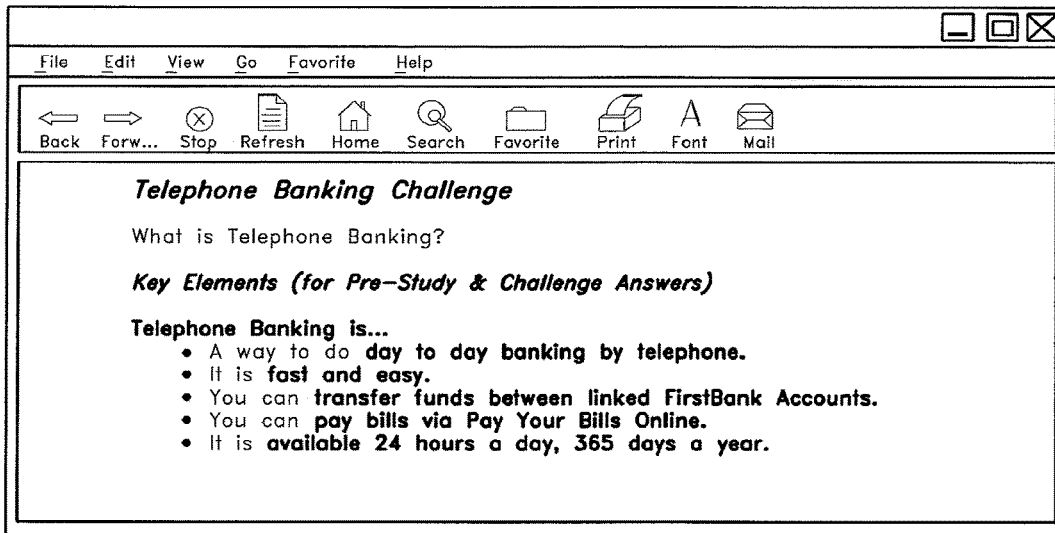 File Edit View Go Favorite Help
Back Forw... Stop Refresh Home Search Favorite Print Font Mail
Telephone Banking Challenge
What is Telephone Banking?
Key Elements (for Pre-Study & Challenge Answers)
Telephone Banking is...
• A way to do day to day banking by telephone.
• It is fast and easy.
• You can transfer funds between linked FirstBank Accounts.
• You can pay bills via Pay Your Bills Online.
• It is available 24 hours a day, 365 days a year.